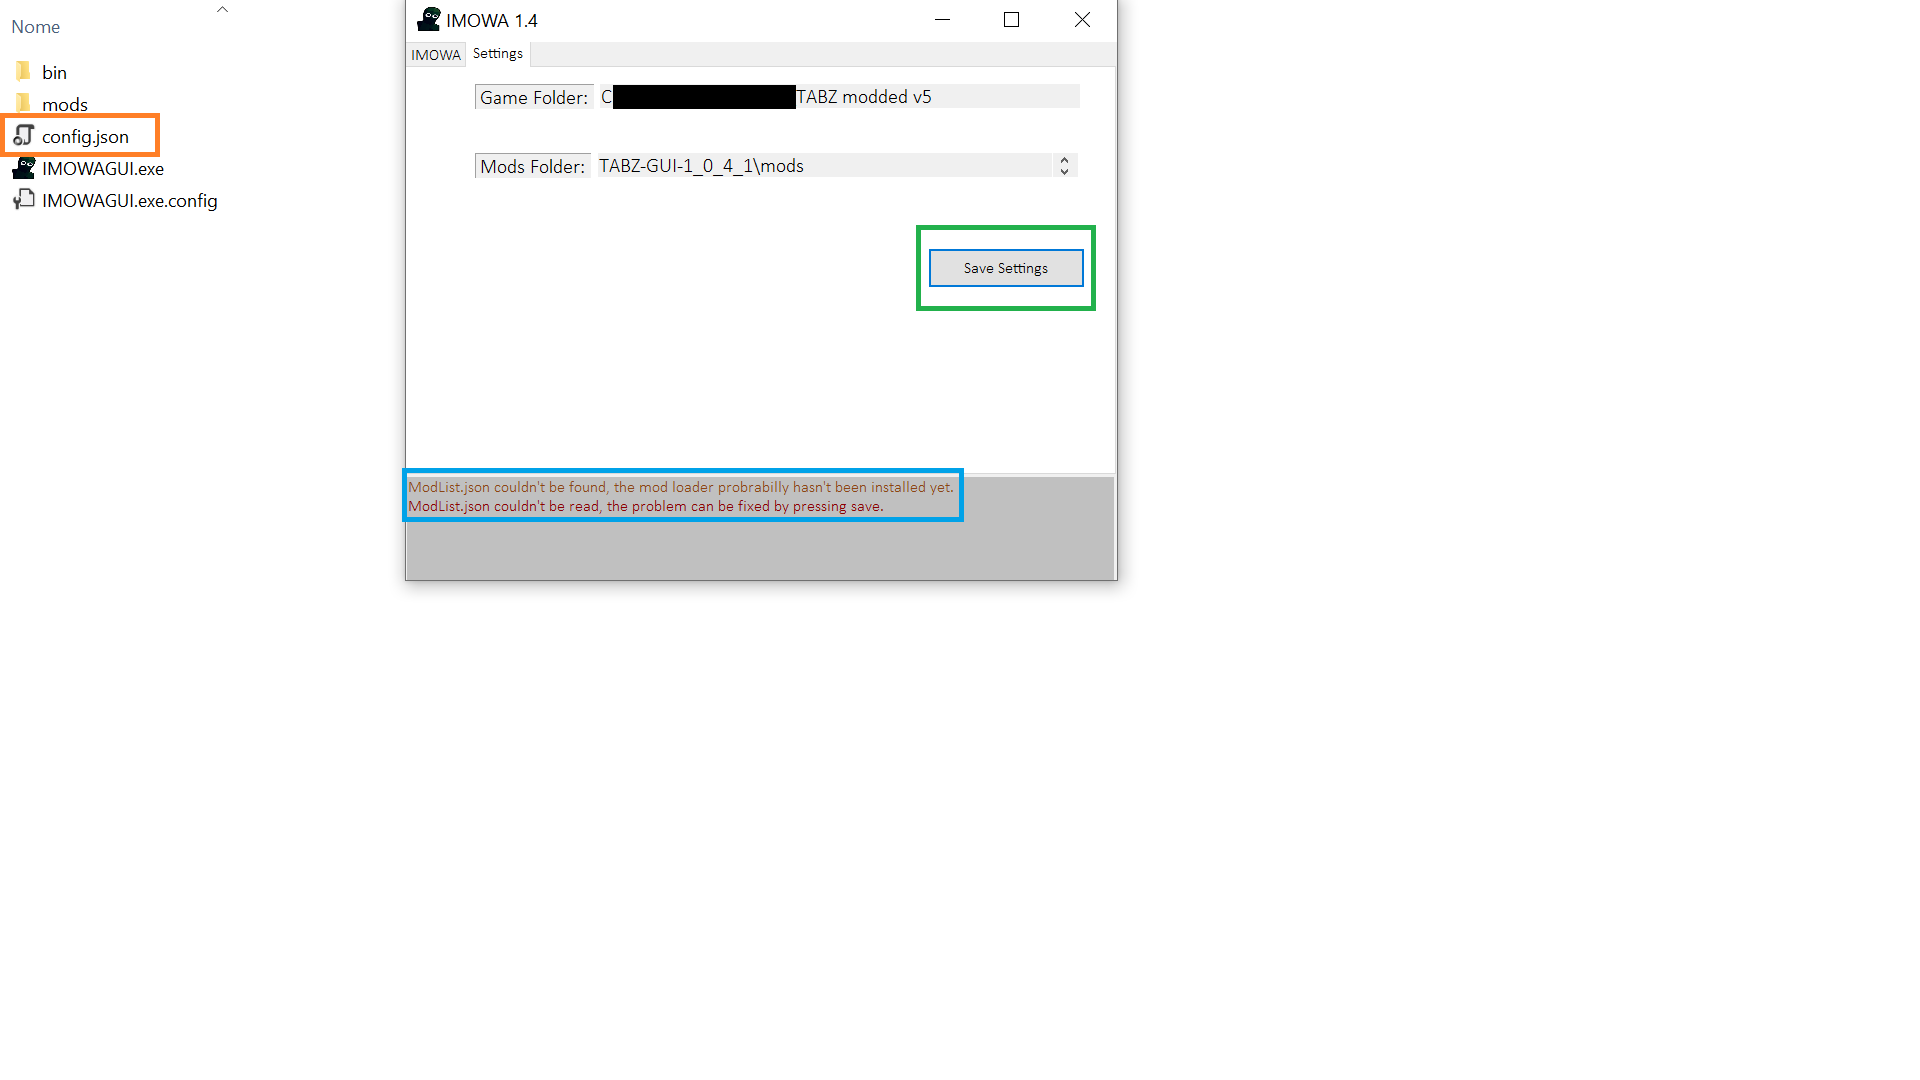 Nome
bin
mods
config.json
IMOWAGUI.exe
IMOWAGUI.exe.config
IMOWA 1.4
IMOWA Settings
Game Folder: C TABZ modded v5
Mods Folder: TABZ-GUI-1_0_4_1\mods
Save Settings
ModList.json couldn't be found, the mod loader probrabilly hasn't been installed yet.
ModList.json couldn't be read, the problem can be fixed by pressing save.